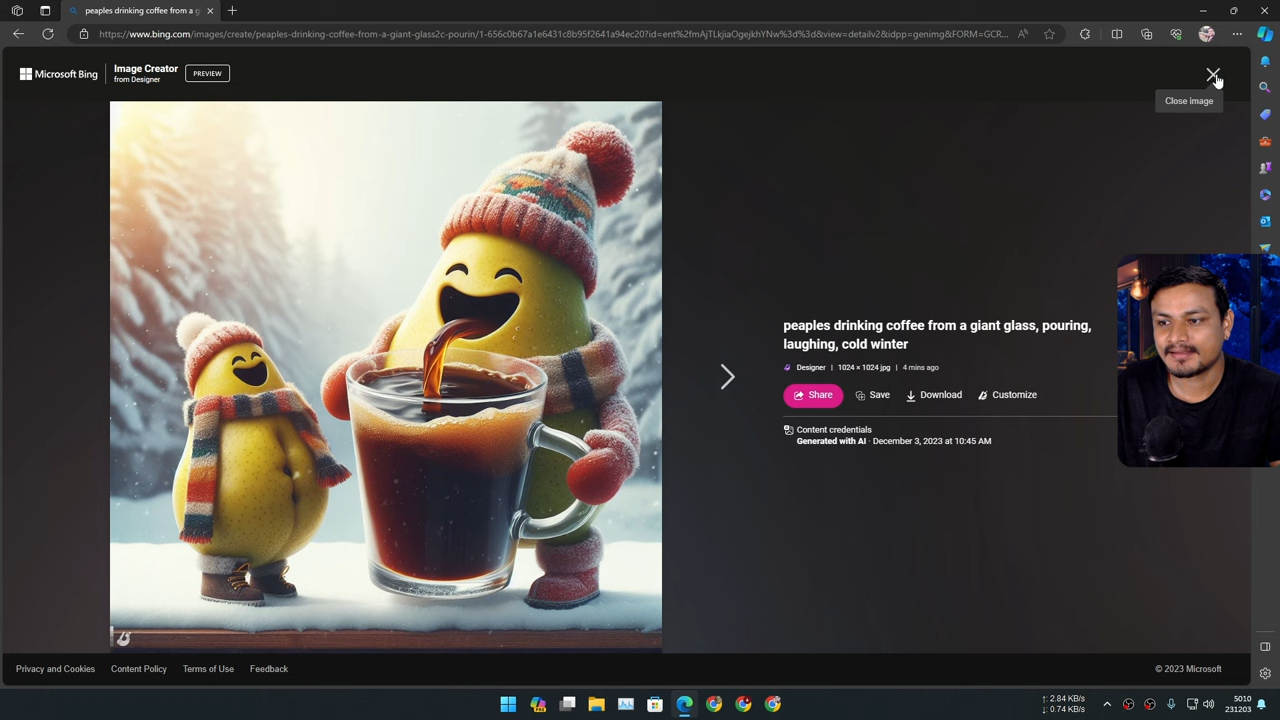 peaples drinking coffee from a g
https://www.bing.com/images/create/peaples-drinking-coffee-from-a-giant-glass2c-pourin/1-656c0b67a1e6431c8b95f2641a94ec20?id=ent%2fmAjTLkjiaOgejkhYNw%3d%3d&view=detailv2&idpp=genimg&FORM=GCR...
Microsoft Bing
Image Creator
from Designer
PREVIEW
Close image
peaples drinking coffee from a giant glass, pouring,
laughing, cold winter
Designer | 1024 × 1024 jpg | 4 mins ago
Share Save Download Customize
Content credentials
Generated with AI · December 3, 2023 at 10:45 AM
Privacy and Cookies Content Policy Terms of Use Feedback © 2023 Microsoft
↑: 2.84 KB/s
↓: 0.74 KB/s
5010
231203